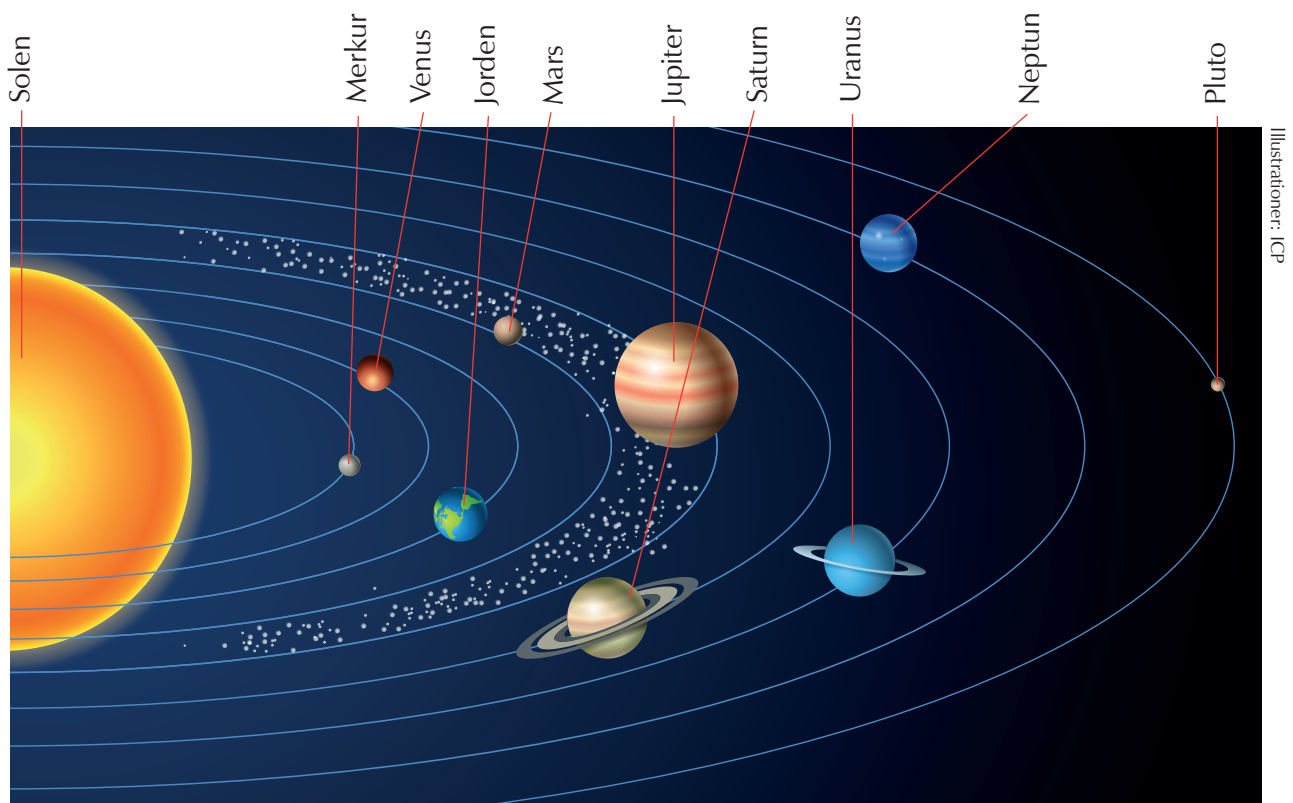 Solen
Merkur
Venus
Jorden
Mars
Jupiter
Saturn
Uranus
Neptun
Pluto
Illustrationer: ICP